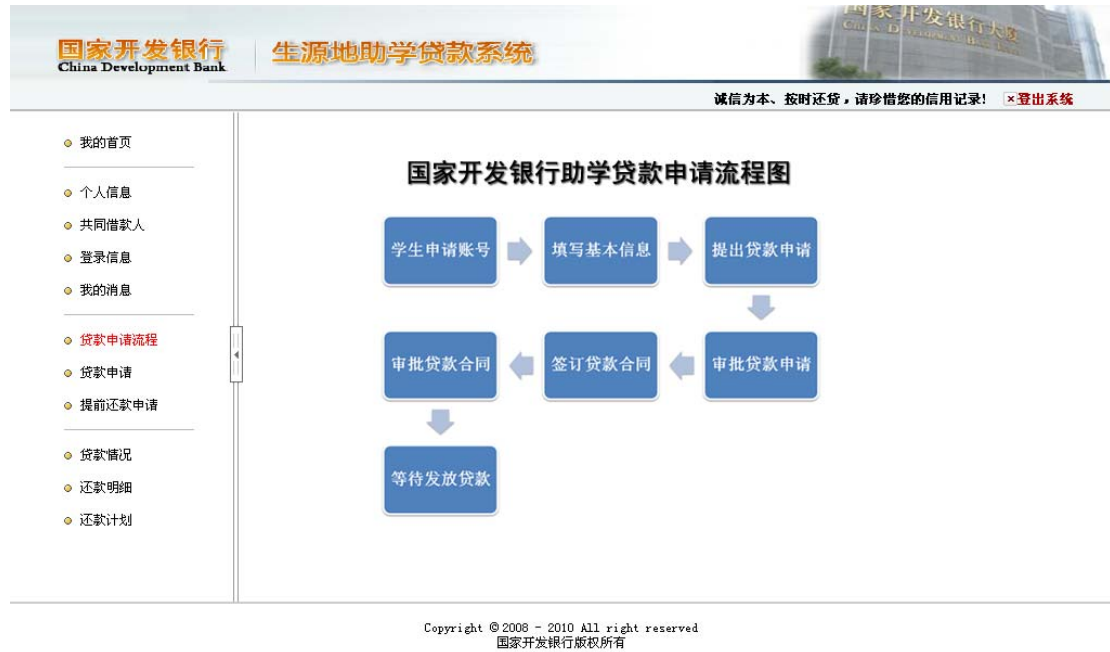 国家开发银行
China Development Bank
生源地助学贷款系统
国家开发银行大厦
诚信为本、按时还贷，请珍惜您的信用记录！
×登出系统
我的首页
个人信息
共同借款人
登录信息
我的消息
贷款申请流程
贷款申请
提前还款申请
贷款情况
还款明细
还款计划
国家开发银行助学贷款申请流程图
学生申请账号
填写基本信息
提出贷款申请
审批贷款合同
签订贷款合同
审批贷款申请
等待发放贷款
Copyright ©2008 - 2010 All right reserved
国家开发银行版权所有